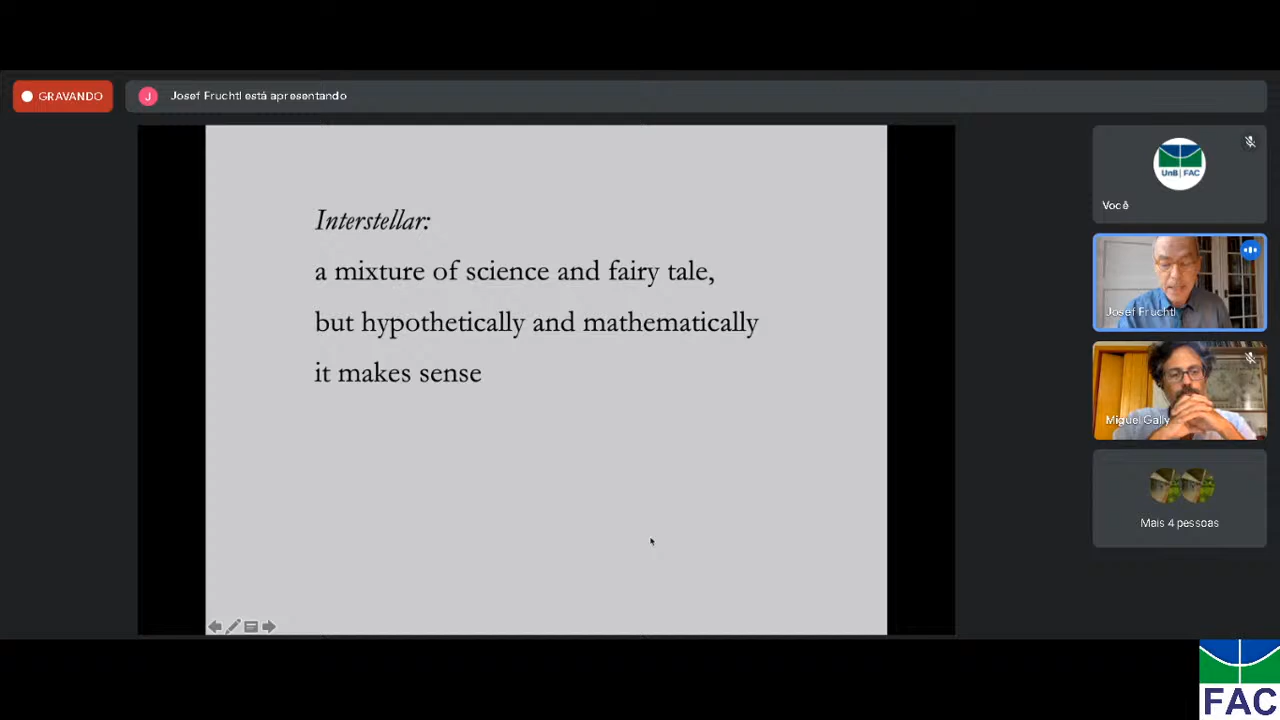 GRAVANDO
J
Josef Fruchtl está apresentando
Interstellar:
a mixture of science and fairy tale,
but hypothetically and mathematically
it makes sense
UnB | FAC
Você
Josef Fruchtl
Miguel Gally
Mais 4 pessoas
FAC